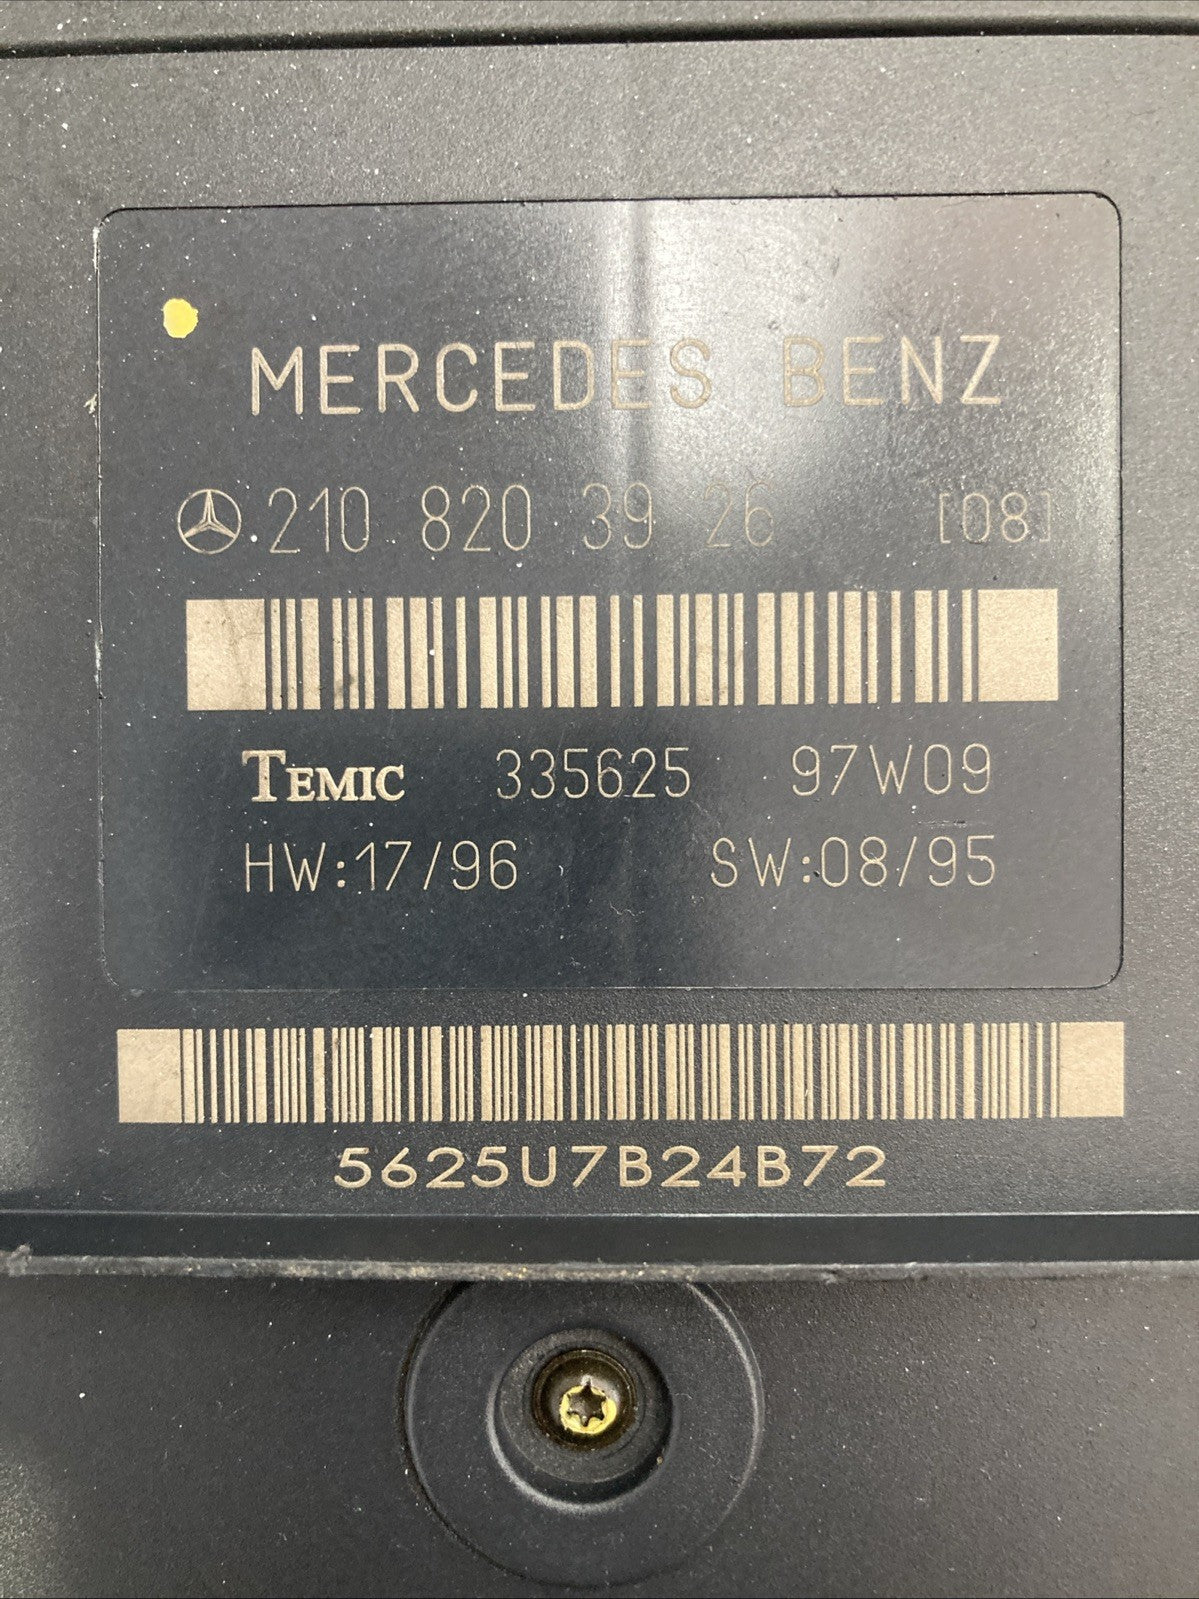 MERCEDES BENZ
210 820 39 26 [08]
TEMIC 335625 97W09
HW:17/96 SW:08/95
5625U7B24B72